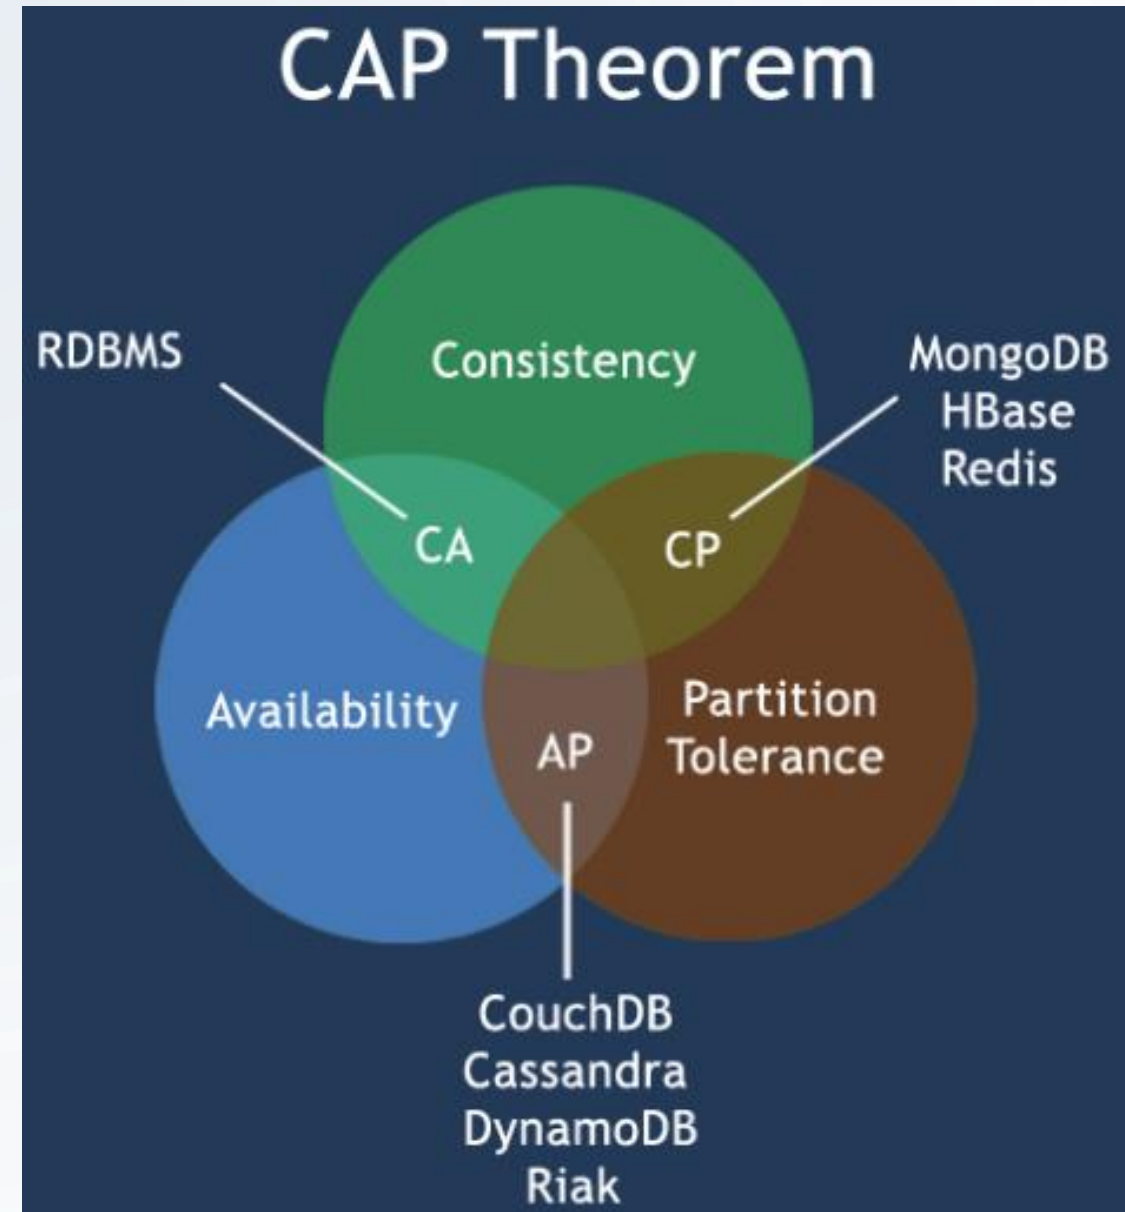 CAP Theorem
Consistency
RDBMS
MongoDB
HBase
Redis
CA
CP
Availability
Partition
Tolerance
AP
CouchDB
Cassandra
DynamoDB
Riak